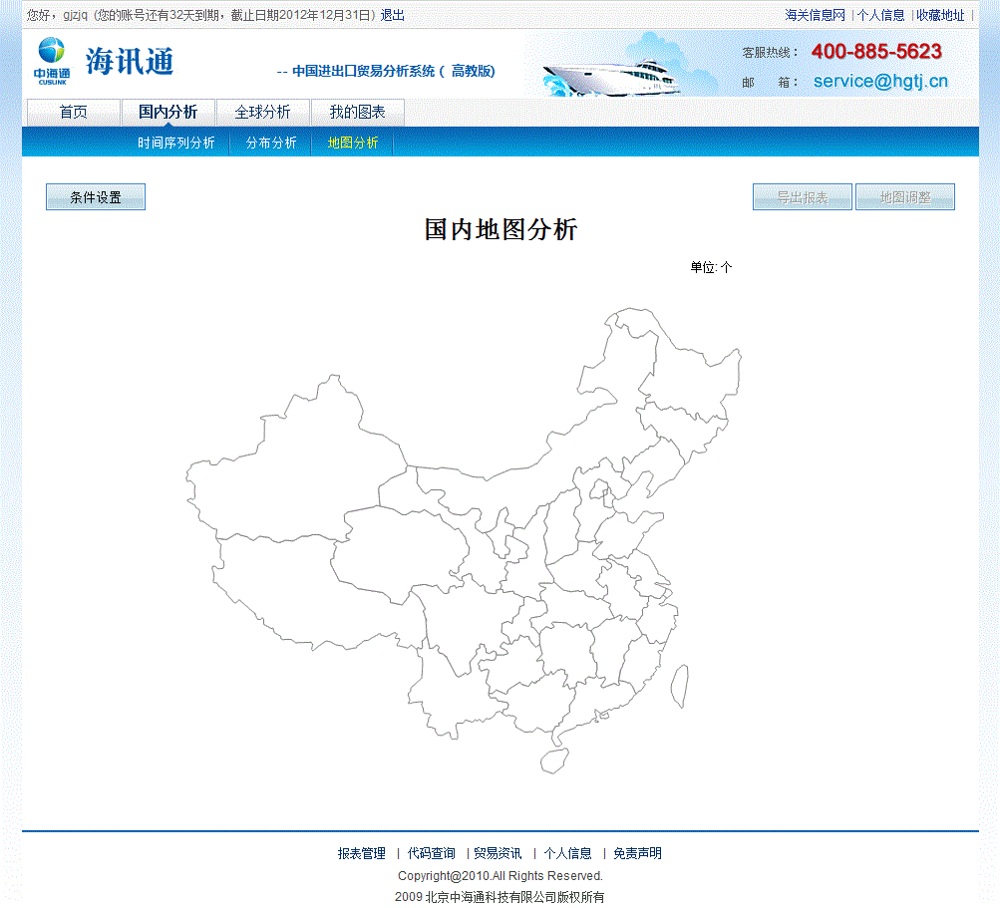 您好，gjzjq (您的账号还有32天到期，截止日期2012年12月31日) 退出
海关信息网 | 个人信息 | 收藏地址 |
中海通
CUSLINK
海讯通
-- 中国进出口贸易分析系统（ 高教版)
客服热线： 400-885-5623
邮 箱： service@hgtj.cn
首页 国内分析 全球分析 我的图表
时间序列分析 分布分析 地图分析
条件设置 导出报表 地图调整
国内地图分析
单位: 个
报表管理 | 代码查询 | 贸易资讯 | 个人信息 | 免责声明
Copyright@2010.All Rights Reserved.
2009 北京中海通科技有限公司版权所有